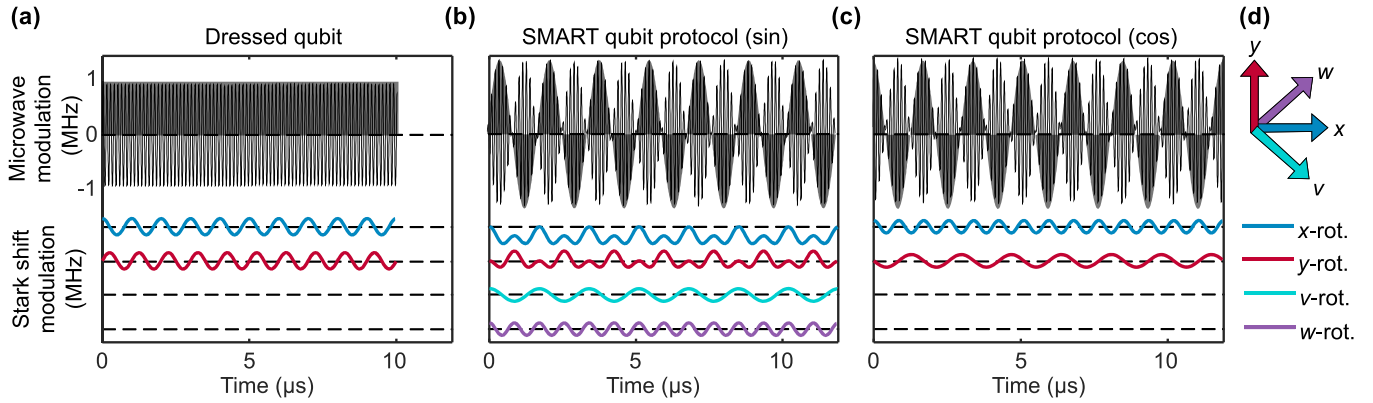 (a)
(b)
(c)
(d)
Dressed qubit
SMART qubit protocol (sin)
SMART qubit protocol (cos)
Microwave
modulation
(MHz)
1
0
-1
Stark shift
modulation
(MHz)
0
5
10
Time (μs)
0
5
10
Time (μs)
0
5
10
Time (μs)
y
w
x
v
x-rot.
y-rot.
v-rot.
w-rot.